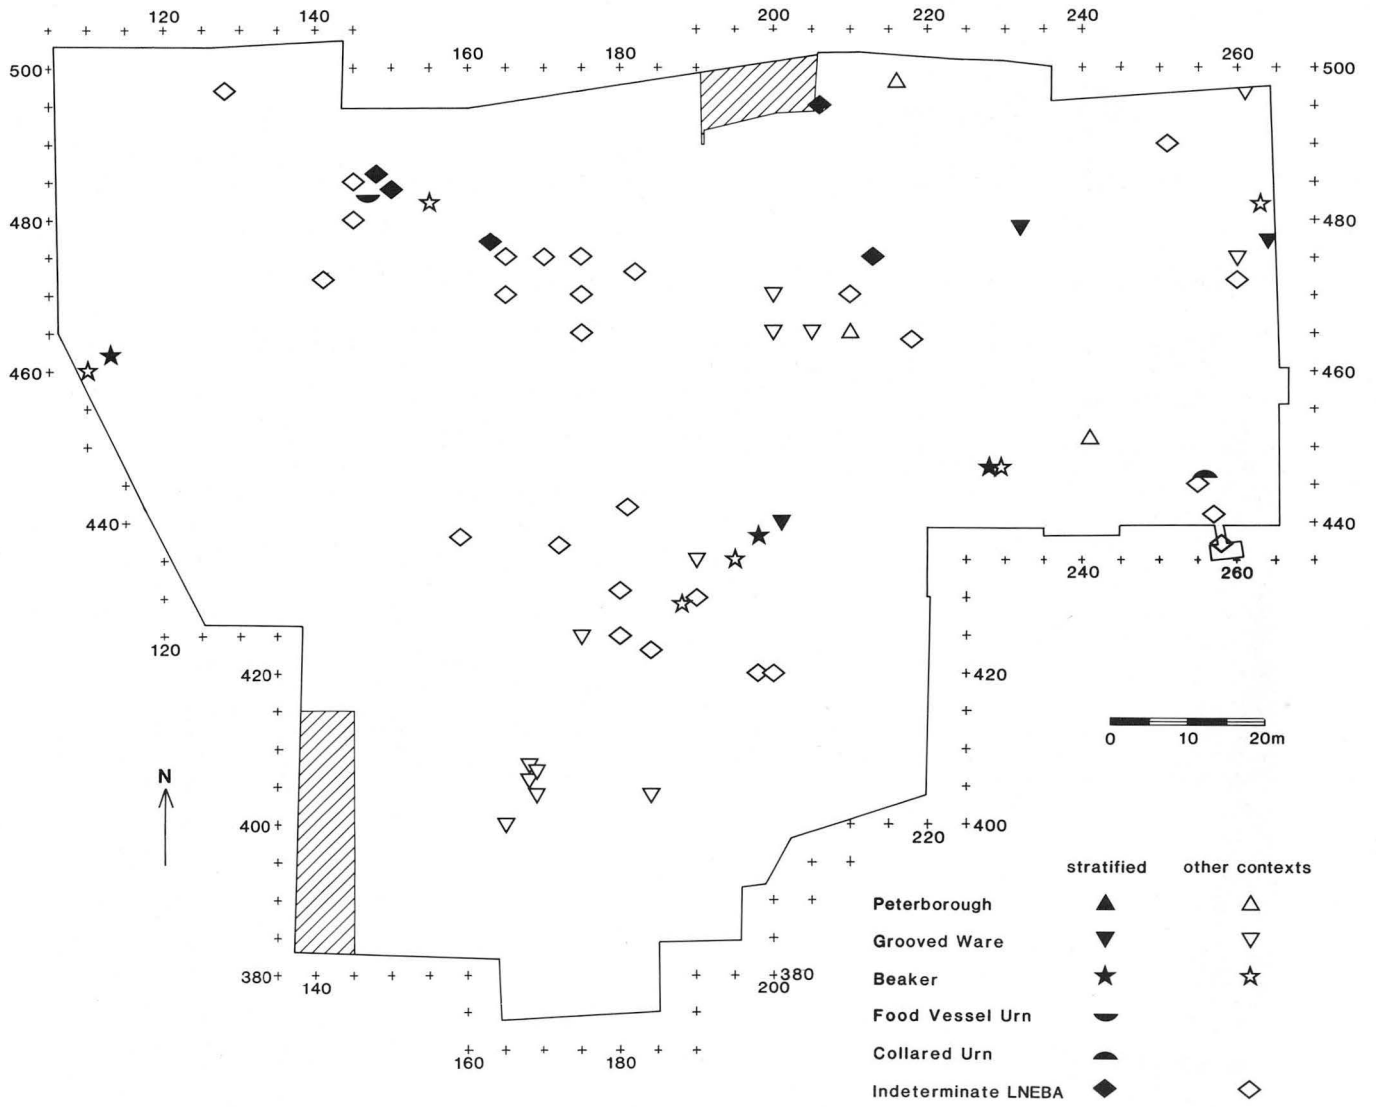 120 140 200 220 240
160 180 260
500 500
480 480
460 460
440 440
240 260
120
420 420
0 10 20m
N
400 400
220
stratified other contexts
Peterborough
Grooved Ware
Beaker
380 380
140 200
Food Vessel Urn
Collared Urn
160 180
Indeterminate LNEBA